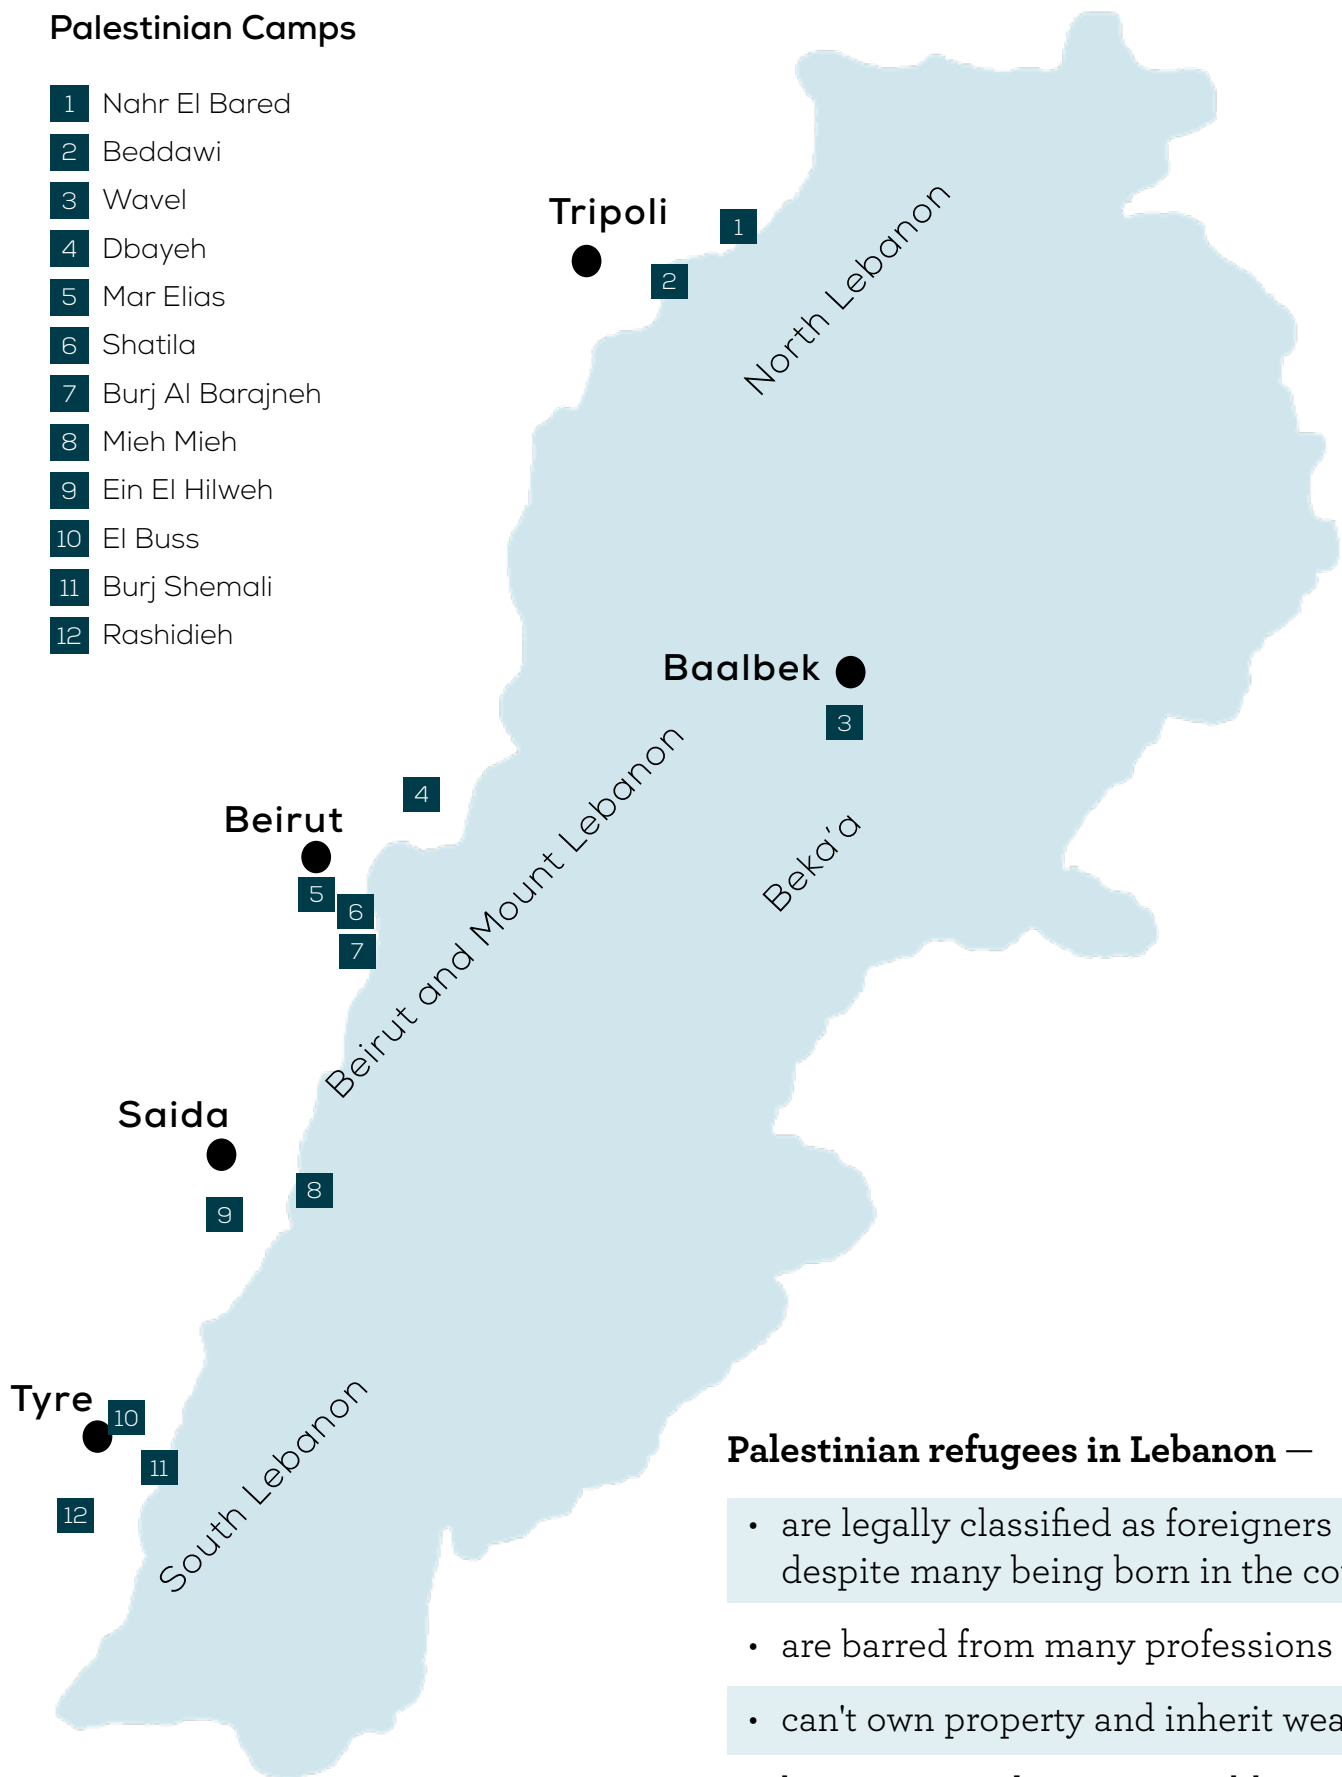 Palestinian Camps
1 Nahr El Bared
2 Beddawi
3 Wavel
4 Dbayeh
5 Mar Elias
6 Shatila
7 Burj Al Barajneh
8 Mieh Mieh
9 Ein El Hilweh
10 El Buss
11 Burj Shemali
12 Rashidieh
Tripoli
1
2
North Lebanon
Baalbek
3
4
Beirut
5
6
7
Beirut and Mount Lebanon
Beka'a
Saida
8
9
Tyre
10
11
12
South Lebanon
Palestinian refugees in Lebanon —
• are legally classified as foreigners
despite many being born in the
• are barred from many professions
• can't own property and inherit